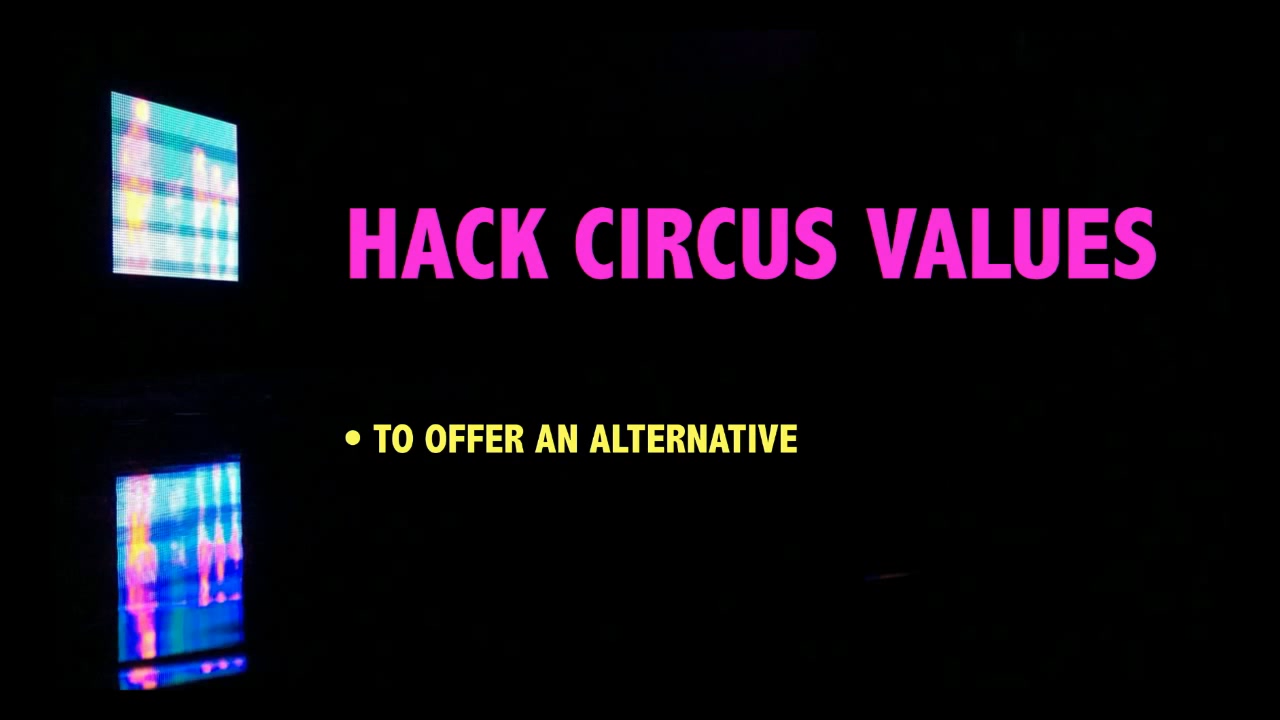 HACK CIRCUS VALUES
• TO OFFER AN ALTERNATIVE